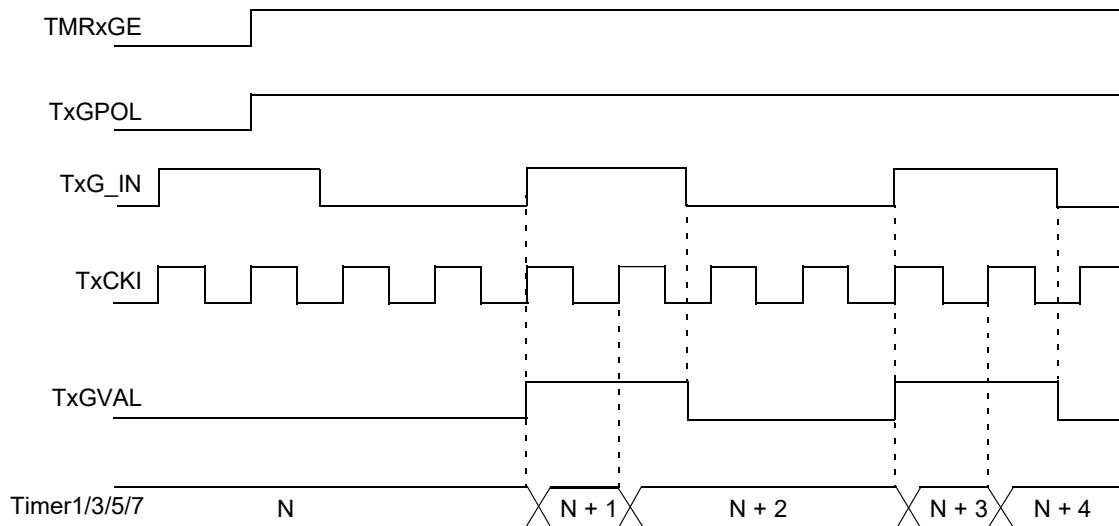 TMRxGE
TxGPOL
TxG_IN
TxCKI
TxGVAL
Timer1/3/5/7 N N + 1 N + 2 N + 3 N + 4